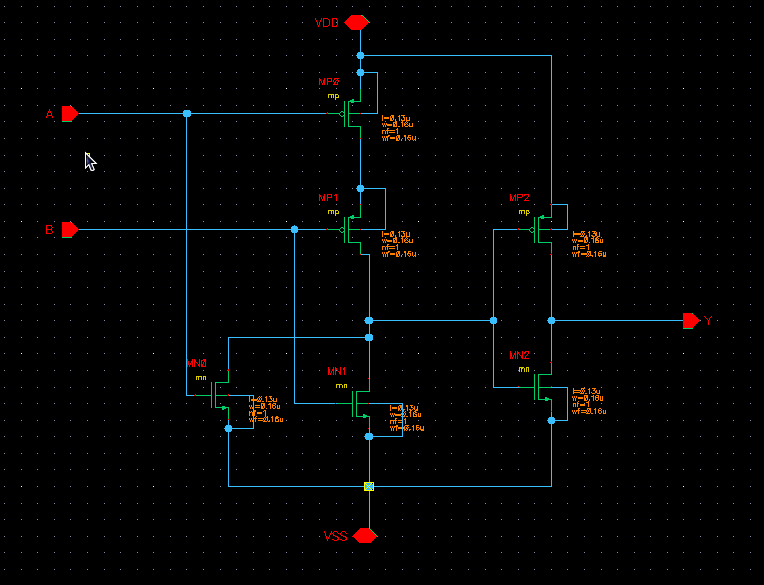 VDD
MP0
mp
A
l=0.13u
w=0.16u
nf=1
wf=0.16u
MP1
mp
B
l=0.13u
w=0.16u
nf=1
wf=0.16u
MP2
mp
l=0.13u
w=0.16u
nf=1
wf=0.16u
Y
MN0
mn
l=0.13u
w=0.16u
nf=1
wf=0.16u
MN1
mn
l=0.13u
w=0.16u
nf=1
wf=0.16u
MN2
mn
l=0.13u
w=0.16u
nf=1
wf=0.16u
VSS